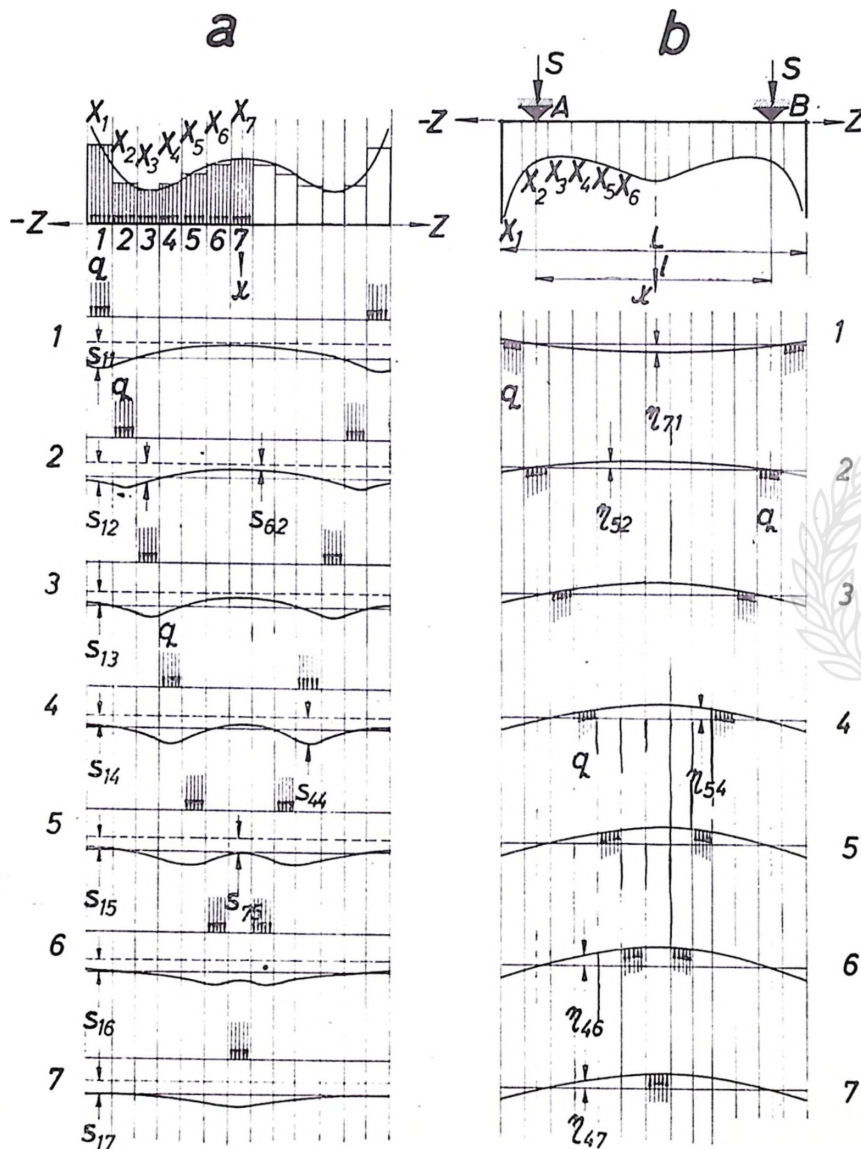 a
b
S S
A B
-Z Z
X₁ X₂ X₃ X₄ X₅ X₆ X₇
X₂ X₃ X₄ X₅ X₆
X₁ L
l
x
-Z Z
1 2 3 4 5 6 7
x
q
1
s₁₁
q
2
s₁₂ s₆₂
3
s₁₃
q
4
s₁₄ s₄₄
5
s₁₅ s₇₅
6
s₁₆
7
s₁₇
1
q η₇₁
2
η₅₂ q
3
4
q η₅₄
5
6
η₄₆
7
η₄₇